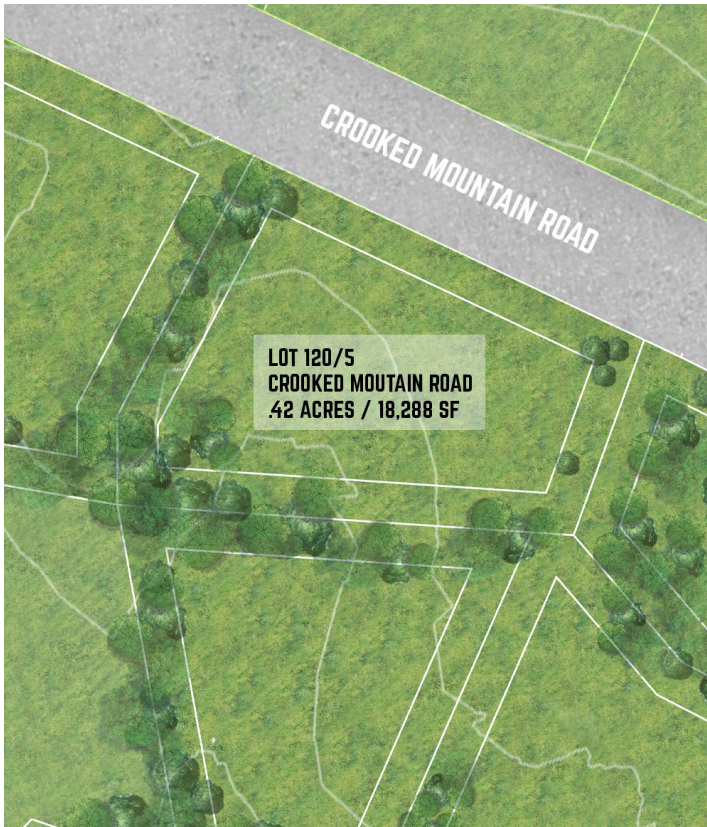 CROOKED MOUNTAIN ROAD
LOT 120/5
CROOKED MOUTAIN ROAD
.42 ACRES / 18,288 SF